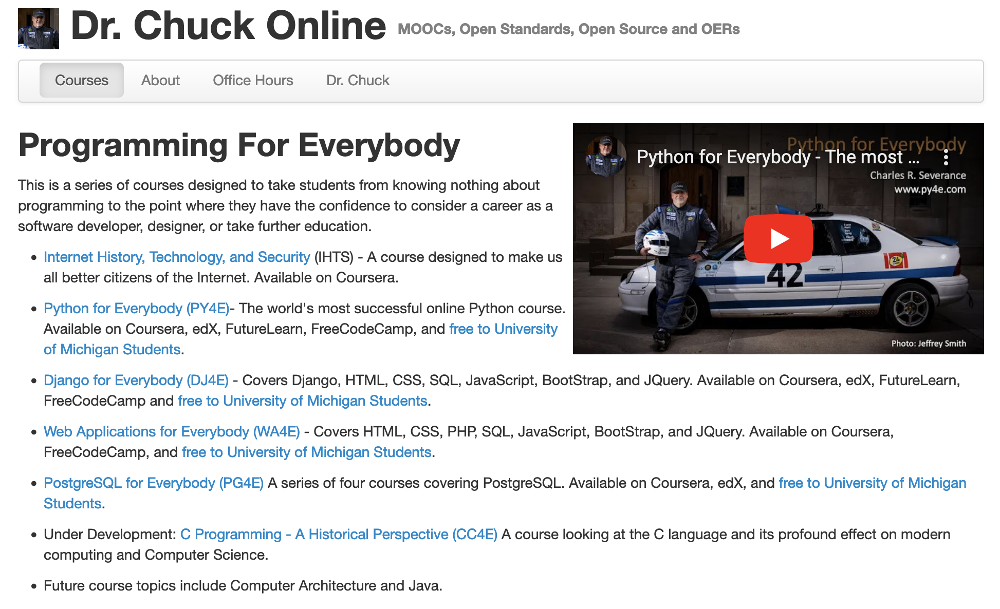 Dr. Chuck Online MOOCs, Open Standards, Open Source and OERs
Courses About Office Hours Dr. Chuck
Programming For Everybody
This is a series of courses designed to take students from knowing nothing about
programming to the point where they have the confidence to consider a career as a
software developer, designer, or take further education.
Python for Everybody
Python for Everybody - The most ...
Charles R. Severance
www.py4e.com
42
24
Photo: Jeffrey Smith
• Internet History, Technology, and Security (IHTS) - A course designed to make us
all better citizens of the Internet. Available on Coursera.
• Python for Everybody (PY4E)- The world's most successful online Python course.
Available on Coursera, edX, FutureLearn, FreeCodeCamp, and free to University
of Michigan Students.
• Django for Everybody (DJ4E) - Covers Django, HTML, CSS, SQL, JavaScript, BootStrap, and JQuery. Available on Coursera, edX, FutureLearn,
FreeCodeCamp and free to University of Michigan Students.
• Web Applications for Everybody (WA4E) - Covers HTML, CSS, PHP, SQL, JavaScript, BootStrap, and JQuery. Available on Coursera,
FreeCodeCamp, and free to University of Michigan Students.
• PostgreSQL for Everybody (PG4E) A series of four courses covering PostgreSQL. Available on Coursera, edX, and free to University of Michigan
Students.
• Under Development: C Programming - A Historical Perspective (CC4E) A course looking at the C language and its profound effect on modern
computing and Computer Science.
• Future course topics include Computer Architecture and Java.